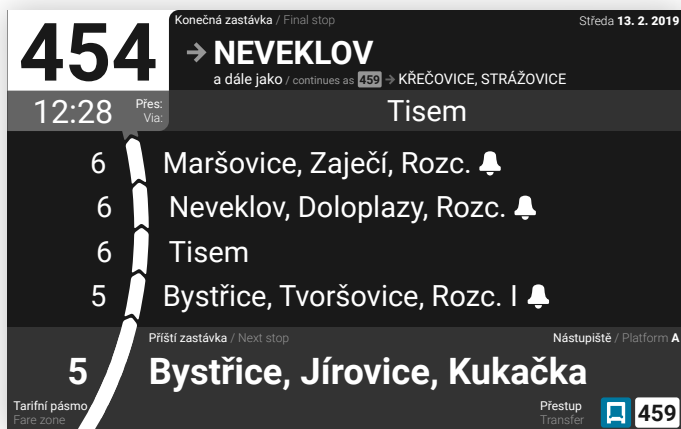 454
Konečná zastávka / Final stop
Středa 13. 2. 2019
→ NEVEKLOV
a dále jako / continues as 459 → KŘEČOVICE, STRÁŽOVICE
12:28 Přes: Tisem
Via:
6 Maršovice, Zaječí, Rozc.
6 Neveklov, Doloplazy, Rozc.
6 Tisem
5 Bystřice, Tvoršovice, Rozc. I
Příští zastávka / Next stop
Nástupiště / Platform A
5 Bystřice, Jírovice, Kukačka
Tarifní pásmo
Fare zone
Přestup
Transfer
459